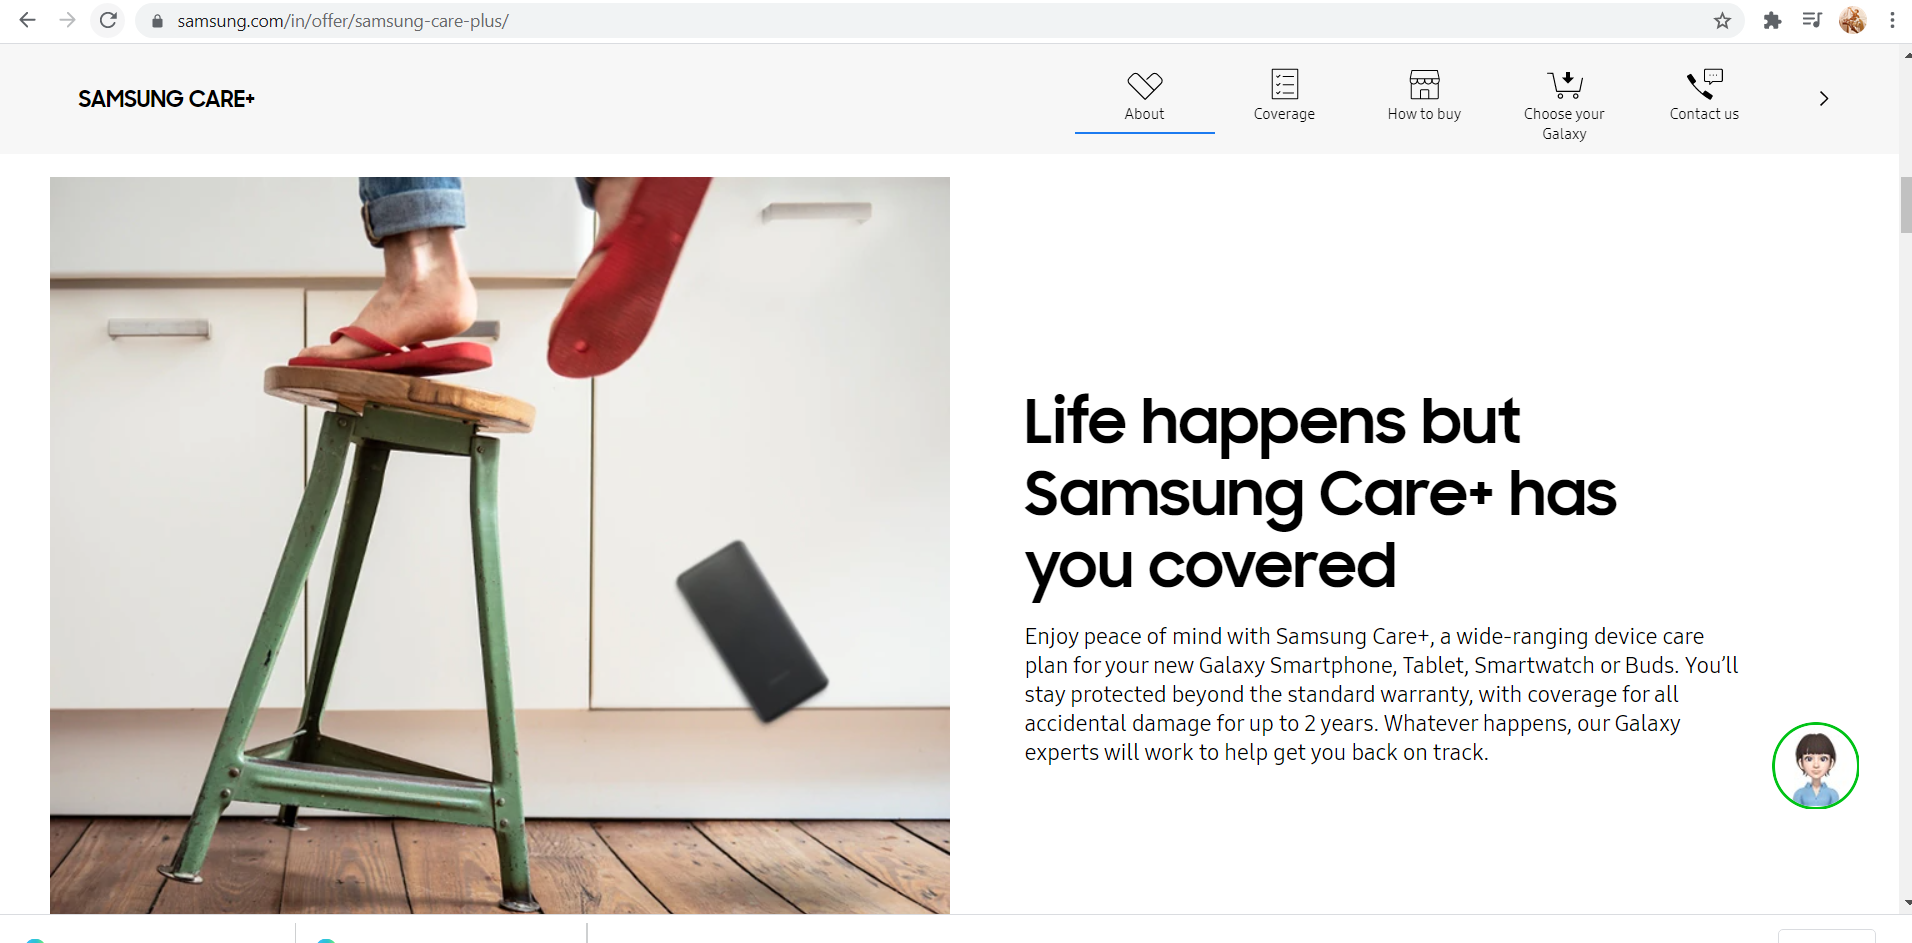 samsung.com/in/offer/samsung-care-plus/
SAMSUNG CARE+
About
Coverage
How to buy
Choose your
Galaxy
Contact us
Life happens but
Samsung Care+ has
you covered
Enjoy peace of mind with Samsung Care+, a wide-ranging device care
plan for your new Galaxy Smartphone, Tablet, Smartwatch or Buds. You’ll
stay protected beyond the standard warranty, with coverage for all
accidental damage for up to 2 years. Whatever happens, our Galaxy
experts will work to help get you back on track.